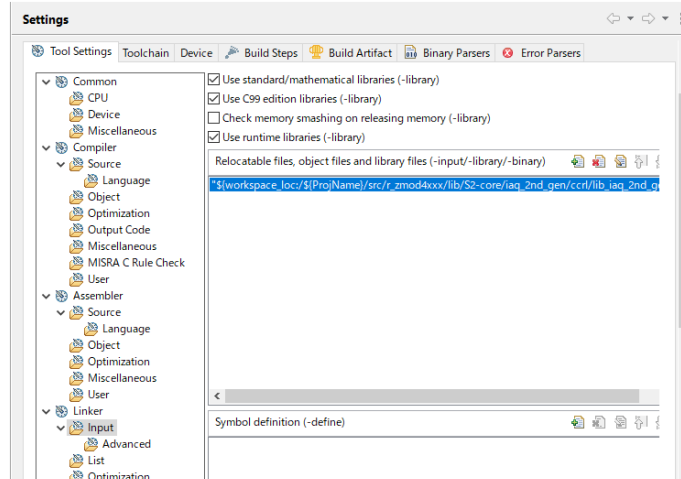 Settings
Tool Settings Toolchain Device Build Steps Build Artifact Binary Parsers Error Parsers
Common
CPU
Device
Miscellaneous
Compiler
Source
Language
Object
Optimization
Output Code
Miscellaneous
MISRA C Rule Check
User
Assembler
Source
Language
Object
Optimization
Miscellaneous
User
Linker
Input
Advanced
List
Optimization
Use standard/mathematical libraries (-library)
Use C99 edition libraries (-library)
Check memory smashing on releasing memory (-library)
Use runtime libraries (-library)
Relocatable files, object files and library files (-input/-library/-binary)
"${workspace_loc:/${ProjName}/src/r_zmod4xxx/lib/S2-core/iaq_2nd_gen/ccrl/lib_iaq_2nd_ge
Symbol definition (-define)